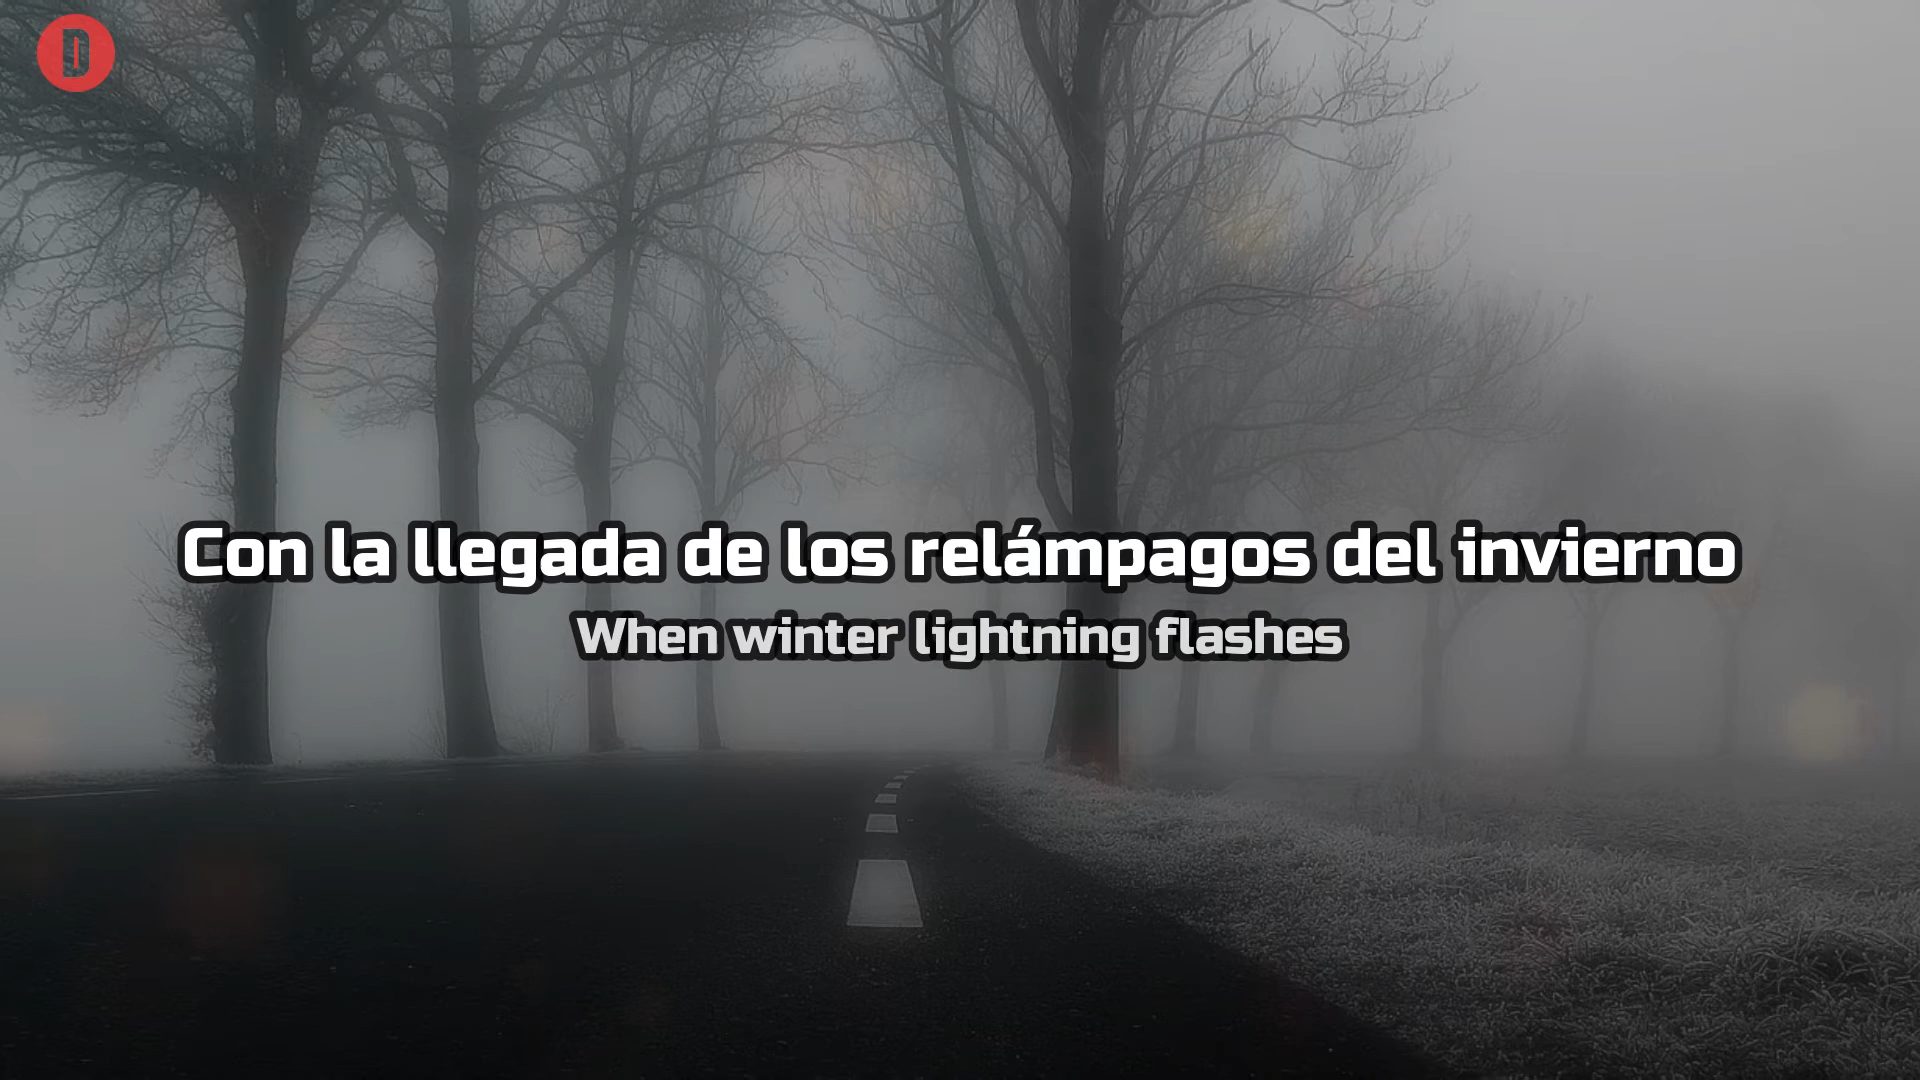 D
Con la llegada de los relámpagos del invierno
When winter lightning flashes